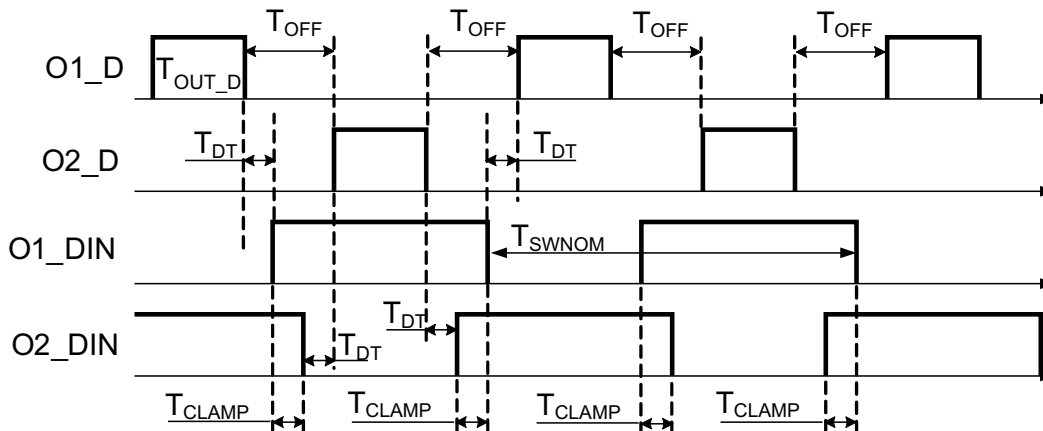 T_OFF T_OFF T_OFF T_OFF
O1_D T_OUT_D
T_DT T_DT
O2_D
O1_DIN T_SWNOM
T_DT
O2_DIN T_DT
T_CLAMP T_CLAMP T_CLAMP T_CLAMP